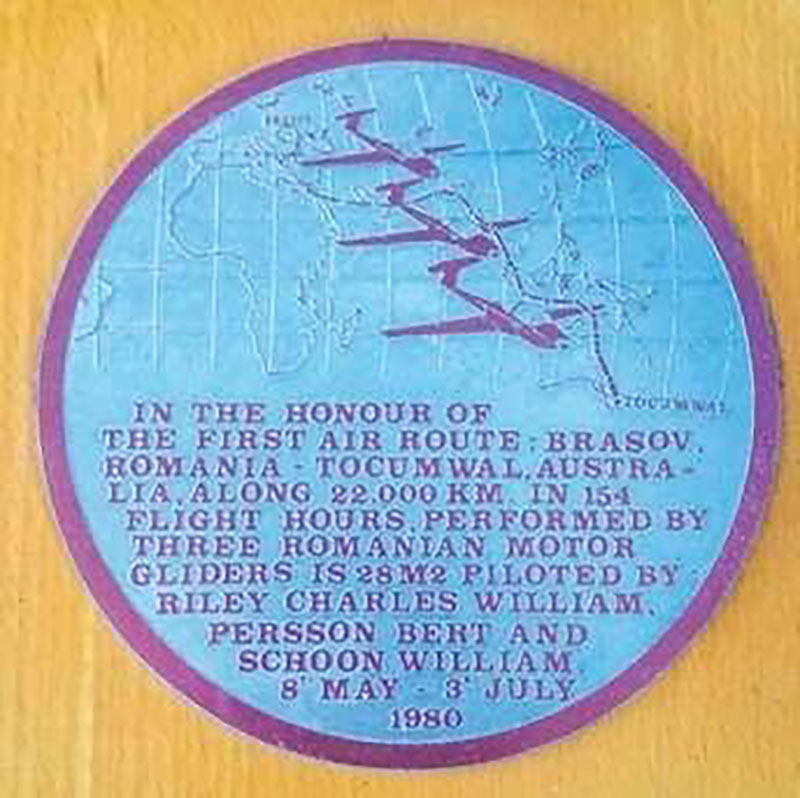 TOCUMWAL
IN THE HONOUR OF
THE FIRST AIR ROUTE : BRASOV,
ROMANIA - TOCUMWAL, AUSTRA-
LIA, ALONG 22.000 KM. IN 154
FLIGHT HOURS, PERFORMED BY
THREE ROMANIAN MOTOR
GLIDERS IS 28M2 PILOTED BY :
RILEY CHARLES WILLIAM,
PERSSON BERT AND
SCHOON WILLIAM
8' MAY - 3' JULY
1980